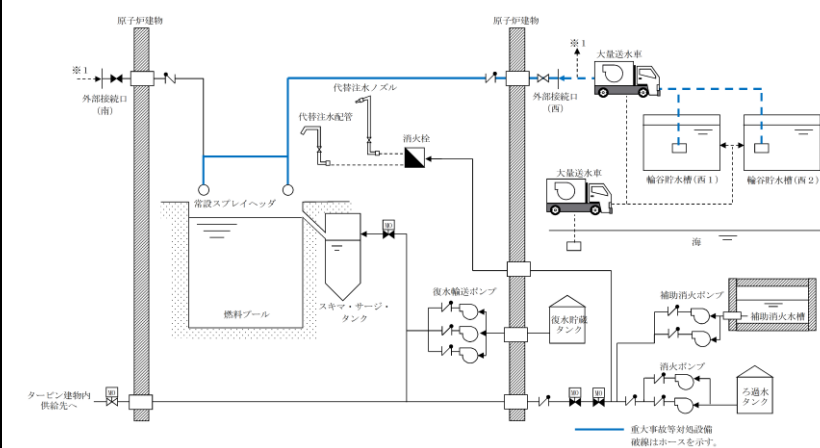 原子炉建物
原子炉建物
※1
外部接続口
(南)
代替注水ノズル
代替注水配管
消火栓
常設スプレイヘッダ
燃料プール
スキマ・サージ・
タンク
MO
※1
大量送水車
外部接続口
(西)
輪谷貯水槽(西1)
輪谷貯水槽(西2)
大量送水車
海
復水輸送ポンプ
復水貯蔵
タンク
補助消火ポンプ
補助消火水槽
消火ポンプ
ろ過水
タンク
タービン建物内
供給先へ
MO
MO
MO
重大事故等対処設備
破線はホースを示す。